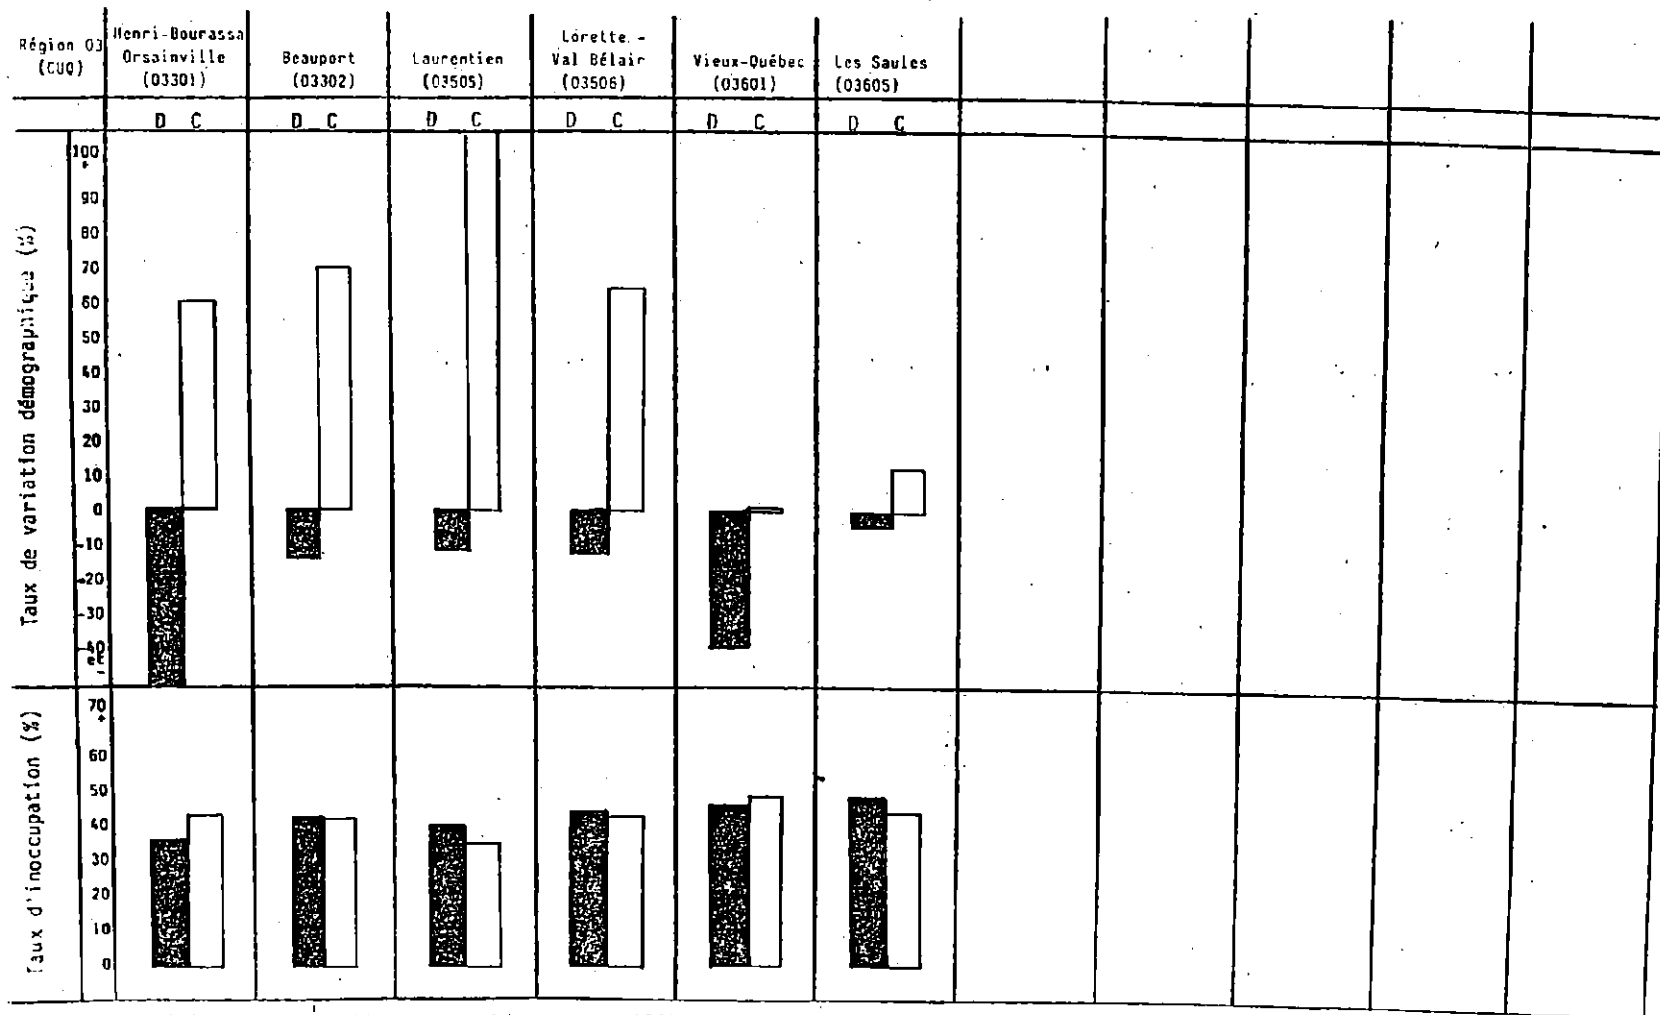 Région 03
(CUQ)
Henri-Bourassa
Orsainville
(03301)
Beauport
(03302)
Laurentien
(03505)
Lorette -
Val Bélair
(03506)
Vieux-Québec
(03601)
Les Saules
(03605)
D C
D C
D C
D C
D C
D C
Taux de variation démographique (%)
100
+
90
80
70
60
50
40
30
20
10
0
-10
-20
-30
-40
et
-
Taux d'inoccupation (%)
70
+
60
50
40
30
20
10
0